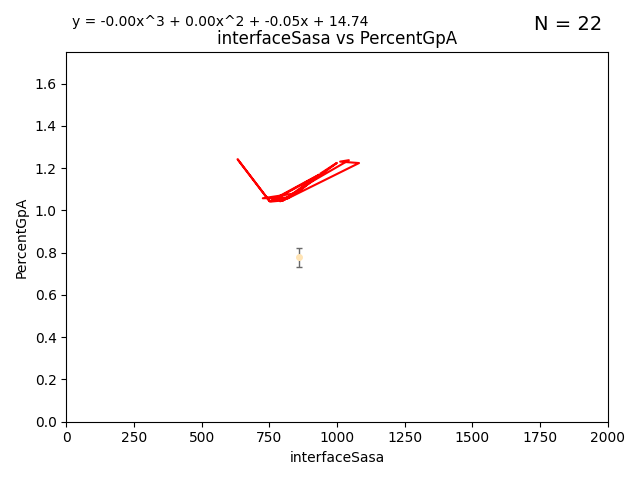 y = -0.00x^3 + 0.00x^2 + -0.05x + 14.74
N = 22
interfaceSasa vs PercentGpA
PercentGpA
1.6
1.4
1.2
1.0
0.8
0.6
0.4
0.2
0.0
0 250 500 750 1000 1250 1500 1750 2000
interfaceSasa